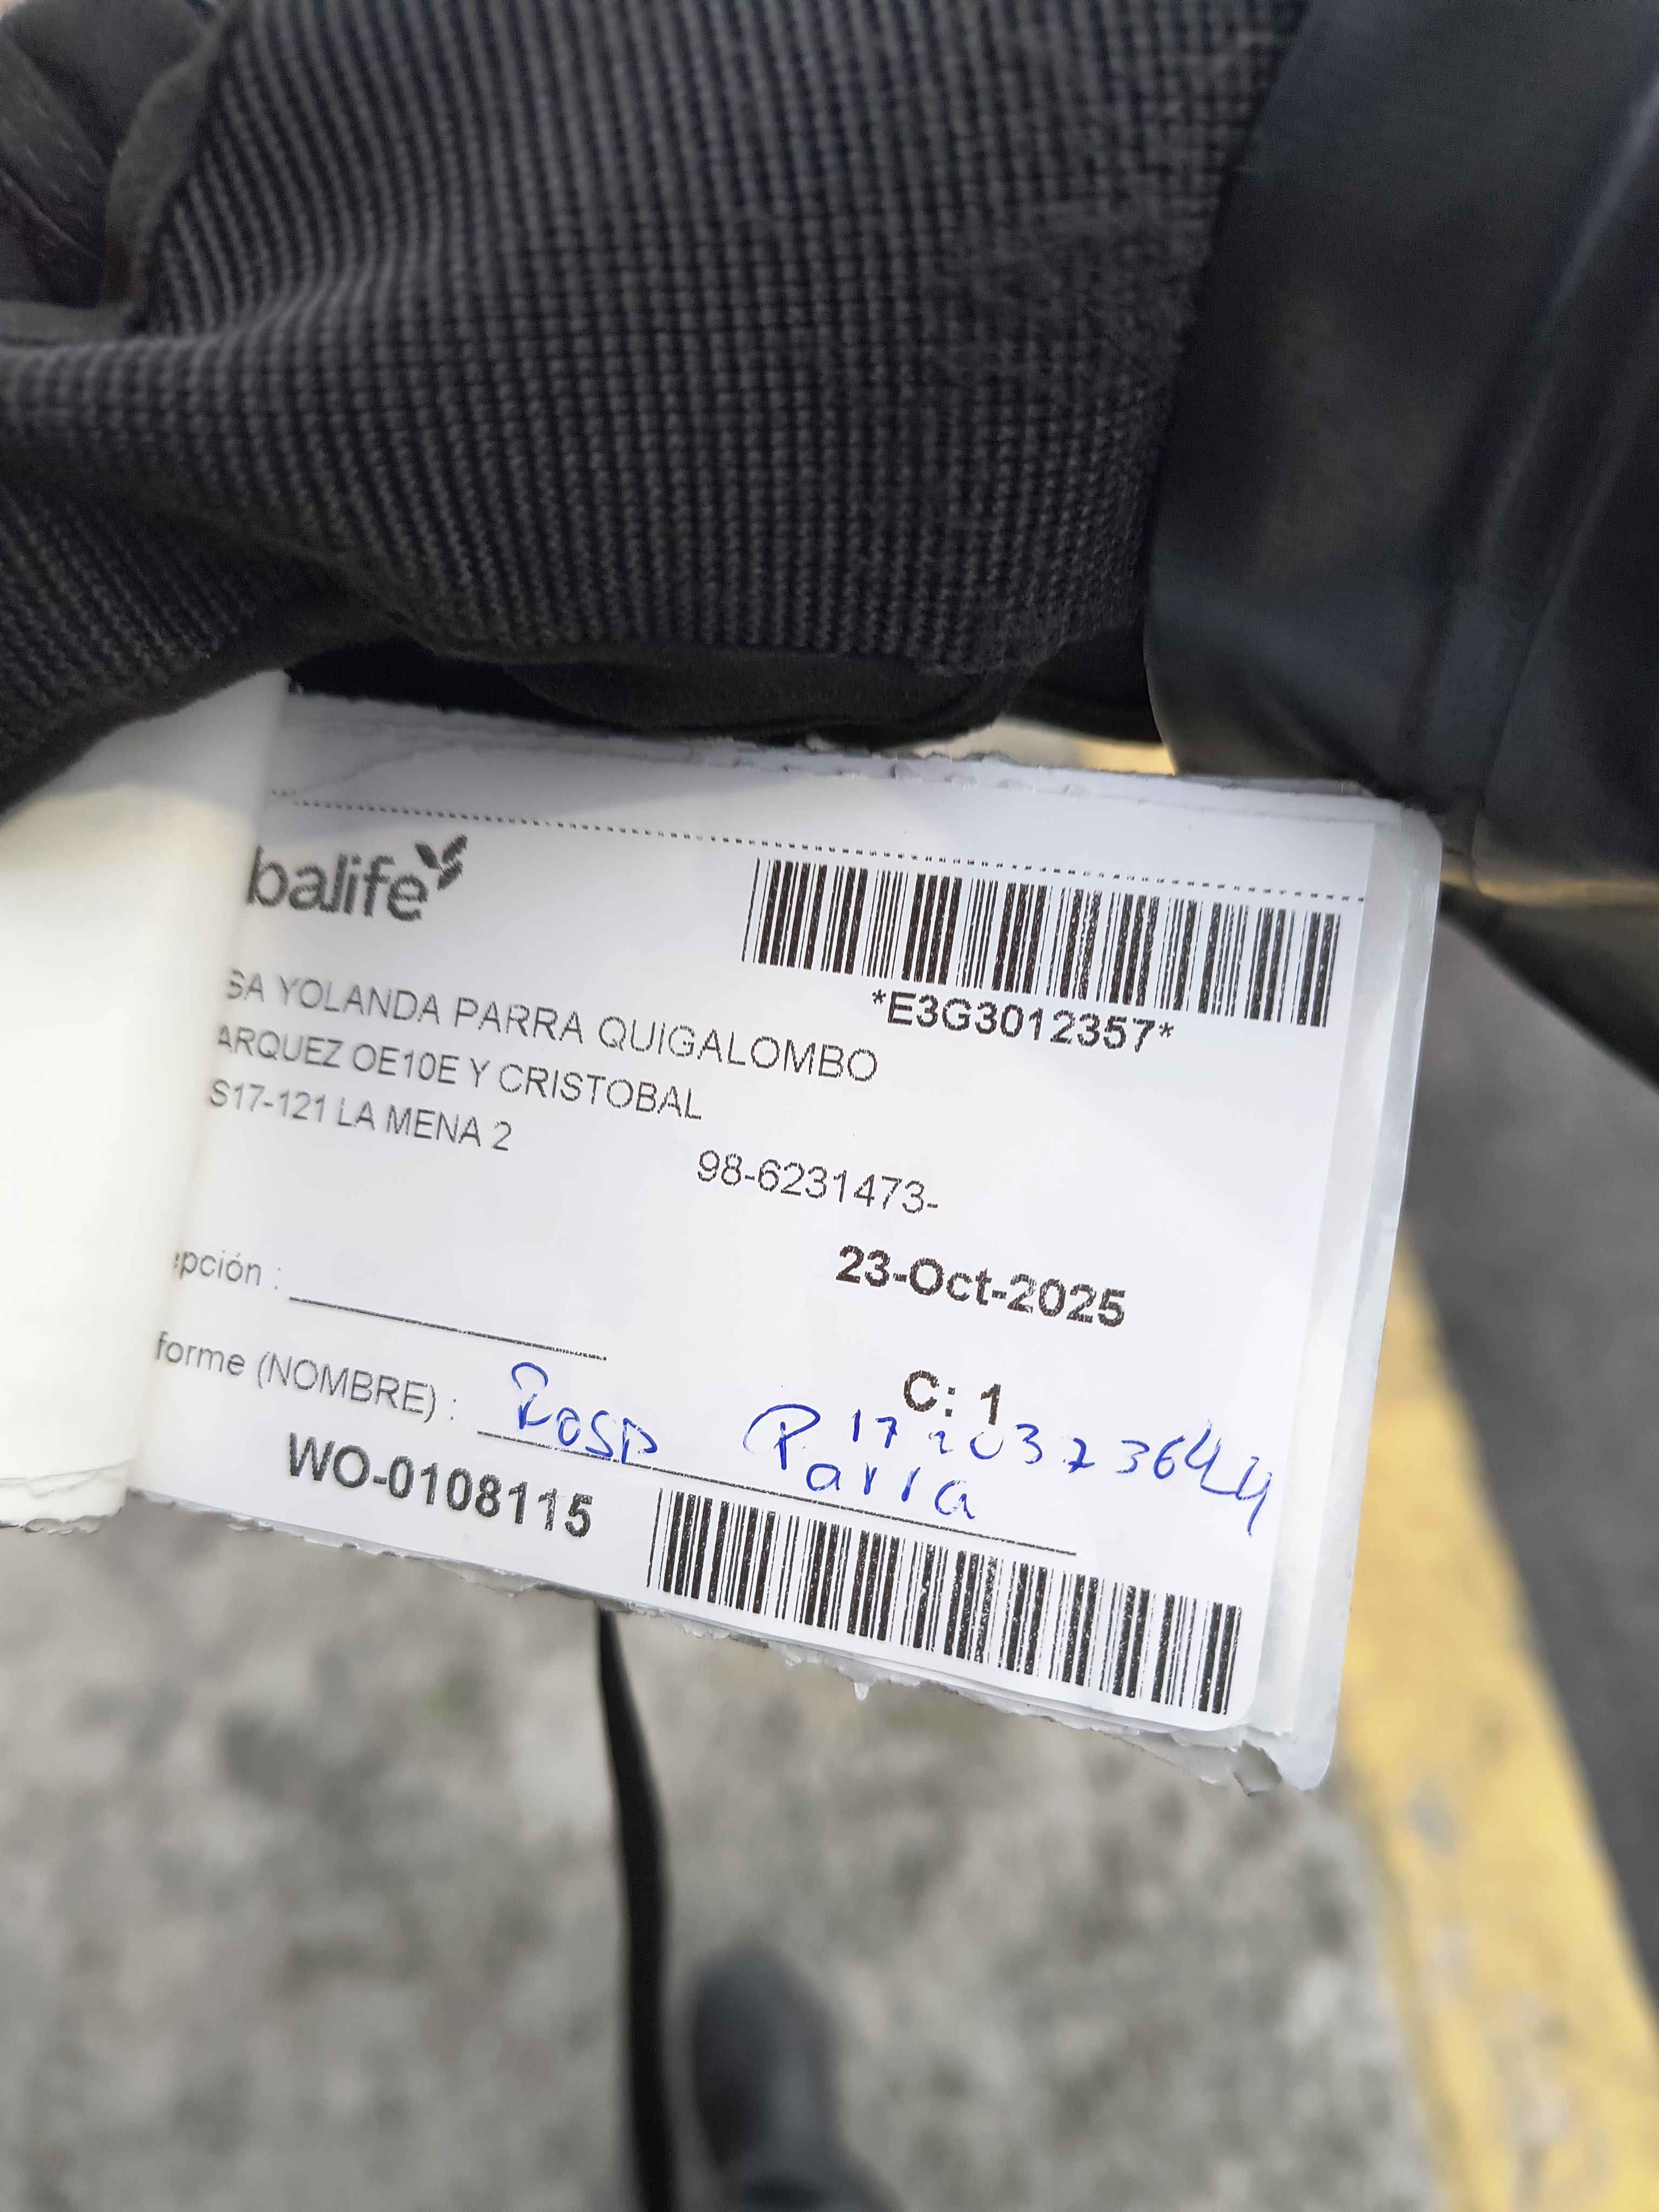 balife
*E3G3012357*
SA YOLANDA PARRA QUIGALOMBO
ARQUEZ OE10E Y CRISTOBAL
S17-121 LA MENA 2
98-6231473-
23-Oct-2025
epción :
C: 1
forme (NOMBRE) : Rosa Parra
WO-0108115